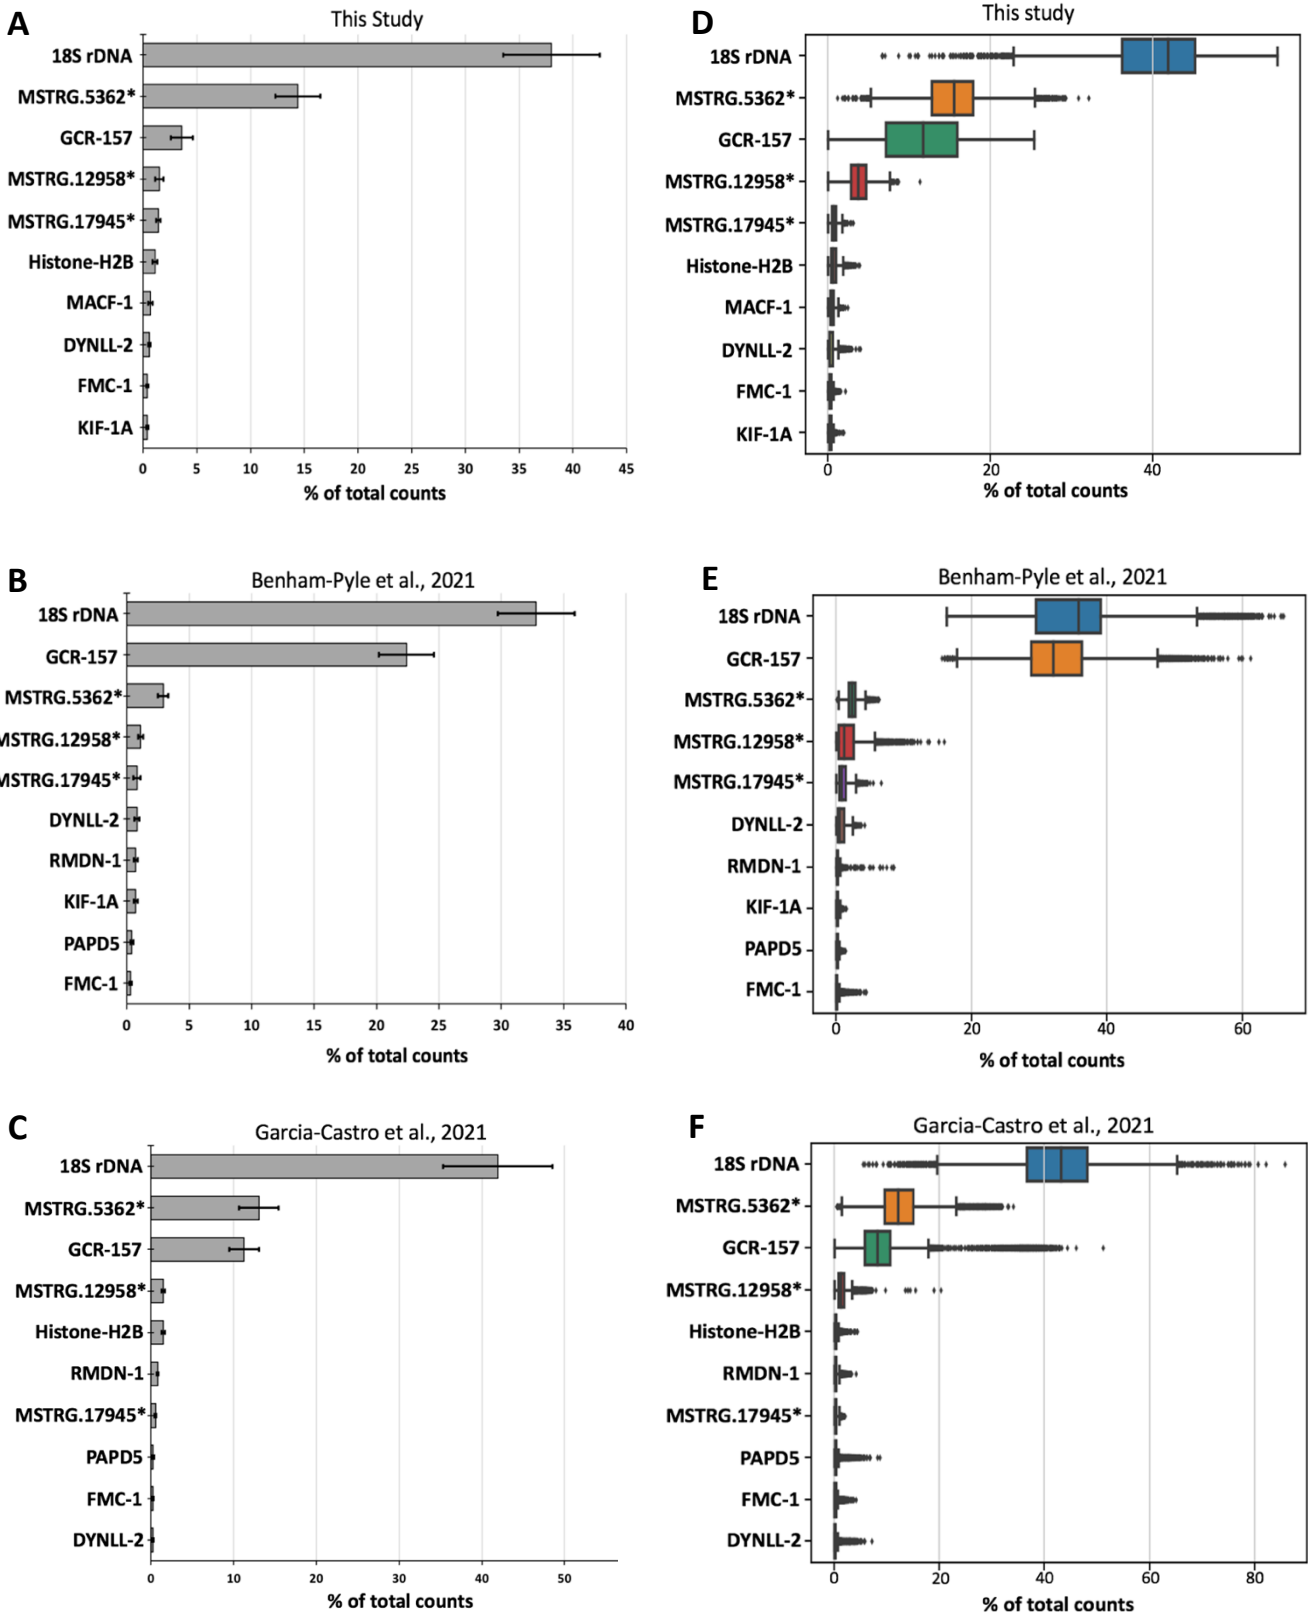 A
This Study
18S rDNA
MSTRG.5362*
GCR-157
MSTRG.12958*
MSTRG.17945*
Histone-H2B
MACF-1
DYNLL-2
FMC-1
KIF-1A
0 5 10 15 20 25 30 35 40 45
% of total counts
D
This study
18S rDNA
MSTRG.5362*
GCR-157
MSTRG.12958*
MSTRG.17945*
Histone-H2B
MACF-1
DYNLL-2
FMC-1
KIF-1A
0 20 40
% of total counts
B
Benham-Pyle et al., 2021
18S rDNA
GCR-157
MSTRG.5362*
MSTRG.12958*
MSTRG.17945*
DYNLL-2
RMDN-1
KIF-1A
PAPD5
FMC-1
0 5 10 15 20 25 30 35 40
% of total counts
E
Benham-Pyle et al., 2021
18S rDNA
GCR-157
MSTRG.5362*
MSTRG.12958*
MSTRG.17945*
DYNLL-2
RMDN-1
KIF-1A
PAPD5
FMC-1
0 20 40 60
% of total counts
C
Garcia-Castro et al., 2021
18S rDNA
MSTRG.5362*
GCR-157
MSTRG.12958*
Histone-H2B
RMDN-1
MSTRG.17945*
PAPD5
FMC-1
DYNLL-2
0 10 20 30 40 50
% of total counts
F
Garcia-Castro et al., 2021
18S rDNA
MSTRG.5362*
GCR-157
MSTRG.12958*
Histone-H2B
RMDN-1
MSTRG.17945*
PAPD5
FMC-1
DYNLL-2
0 20 40 60 80
% of total counts